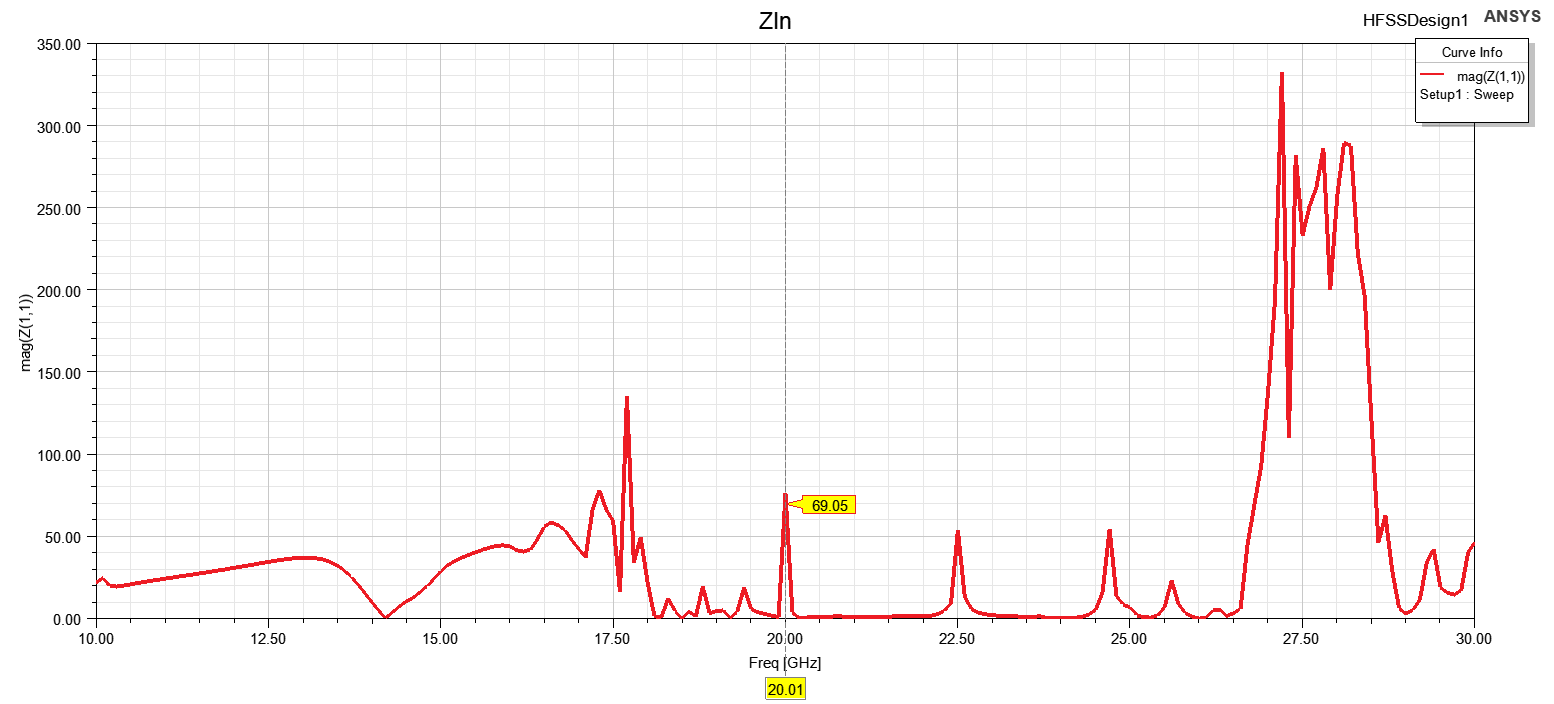 ZIn
HFSSDesign1
ANSYS
Curve Info
mag(Z(1,1))
Setup1 : Sweep
350.00
300.00
250.00
200.00
150.00
100.00
50.00
0.00
mag(Z(1,1))
69.05
10.00 12.50 15.00 17.50 20.00 22.50 25.00 27.50 30.00
Freq [GHz]
20.01